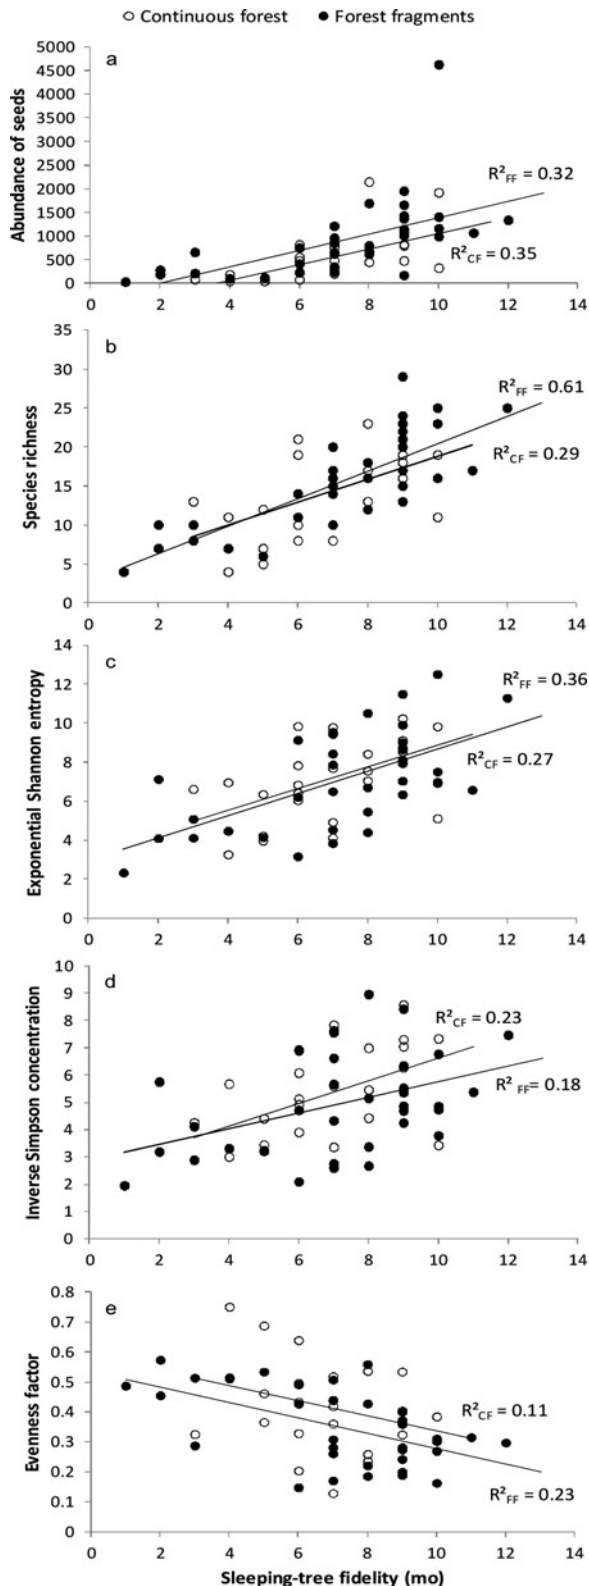 ○ Continuous forest ● Forest fragments
a
Abundance of seeds
5000
4500
4000
3500
3000
2500
2000
1500
1000
500
0
R²FF = 0.32
R²CF = 0.35
0 2 4 6 8 10 12 14
b
Species richness
35
30
25
20
15
10
5
0
R²FF = 0.61
R²CF = 0.29
0 2 4 6 8 10 12 14
c
Exponential Shannon entropy
14
12
10
8
6
4
2
0
R²FF = 0.36
R²CF = 0.27
0 2 4 6 8 10 12 14
d
Inverse Simpson concentration
10
9
8
7
6
5
4
3
2
1
0
R²CF = 0.23
R²FF = 0.18
0 2 4 6 8 10 12 14
e
Evenness factor
0.8
0.7
0.6
0.5
0.4
0.3
0.2
0.1
0
R²CF = 0.11
R²FF = 0.23
0 2 4 6 8 10 12 14
Sleeping-tree fidelity (mo)